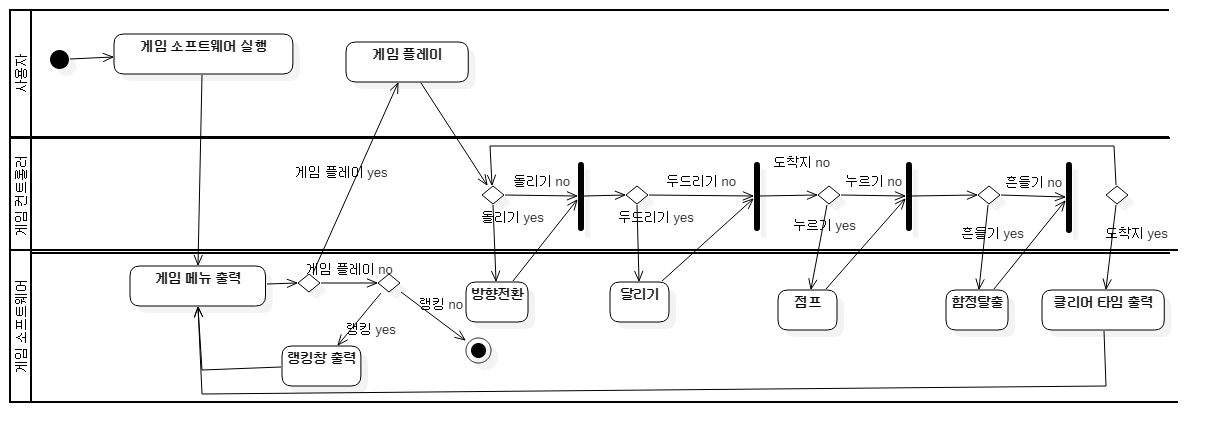 사용자
게임 소프트웨어 실행
게임 플레이
게임 컨트롤러
게임 플레이 yes
도착지 no
돌리기 no
두드리기 no
누르기 no
흔들기 no
돌리기 yes
두드리기 yes
누르기 yes
흔들기 yes
도착지 yes
게임 소프트웨어
게임 메뉴 출력
게임 플레이 no
랭킹 no
랭킹 yes
랭킹창 출력
방향전환
달리기
점프
함정탈출
클리어 타임 출력